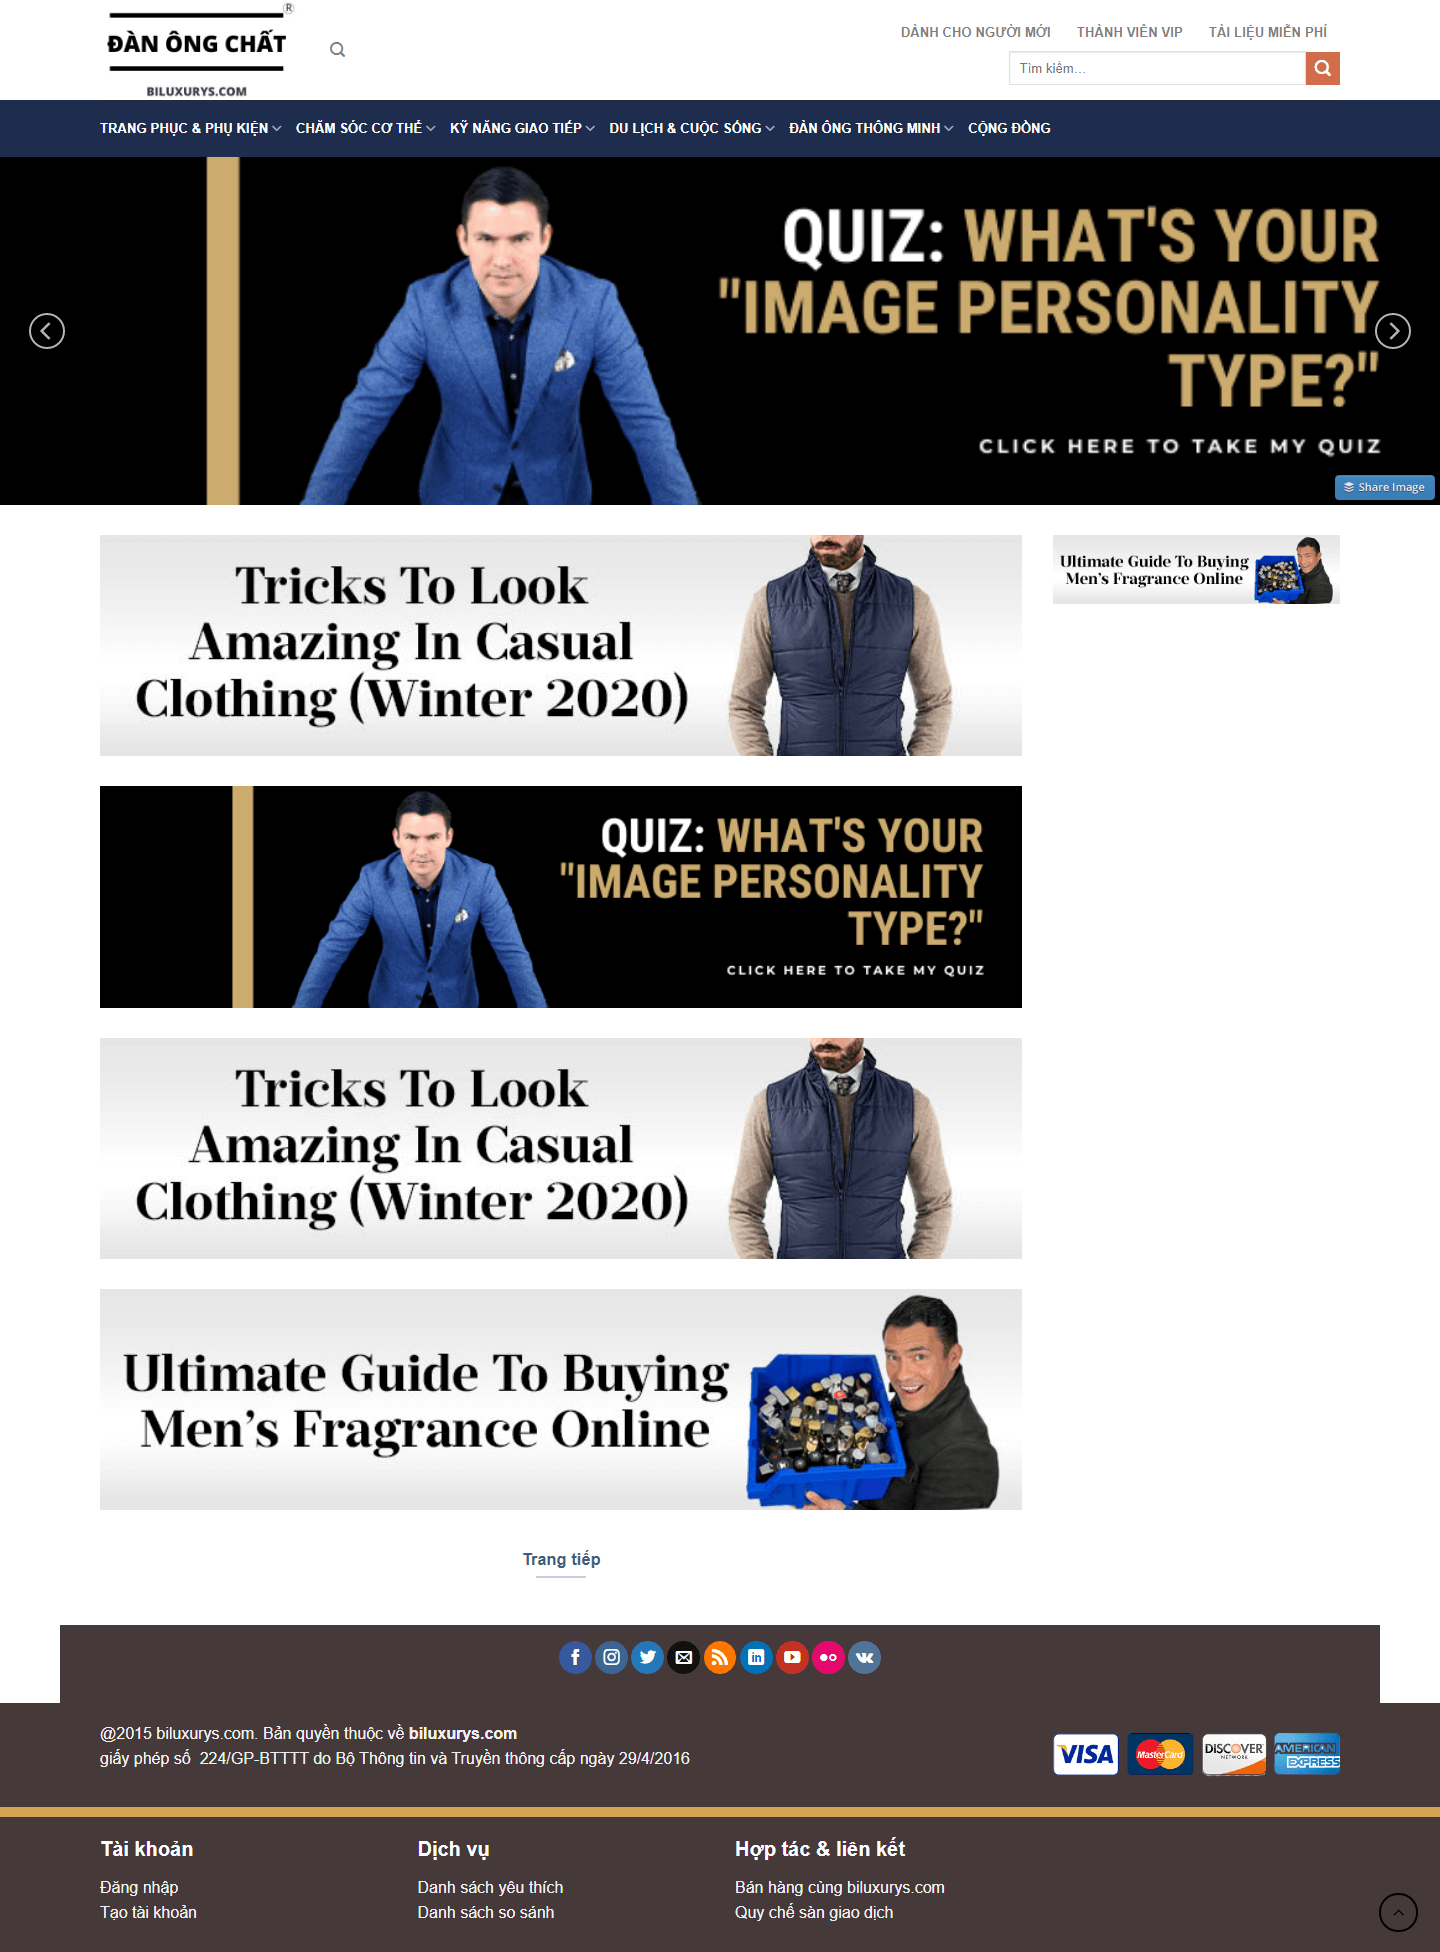 ®
ĐÀN ÔNG CHẤT
BILUXURYS.COM
DÀNH CHO NGƯỜI MỚI THÀNH VIÊN VIP TÀI LIỆU MIỄN PHÍ
Tìm kiếm...
TRANG PHỤC & PHỤ KIỆN CHĂM SÓC CƠ THỂ KỸ NĂNG GIAO TIẾP DU LỊCH & CUỘC SỐNG ĐÀN ÔNG THÔNG MINH CỘNG ĐỒNG
QUIZ: WHAT'S YOUR
"IMAGE PERSONALITY
TYPE?"
CLICK HERE TO TAKE MY QUIZ
Share Image
Tricks To Look
Amazing In Casual
Clothing (Winter 2020)
Ultimate Guide To Buying
Men's Fragrance Online
QUIZ: WHAT'S YOUR
"IMAGE PERSONALITY
TYPE?"
CLICK HERE TO TAKE MY QUIZ
Tricks To Look
Amazing In Casual
Clothing (Winter 2020)
Ultimate Guide To Buying
Men's Fragrance Online
Trang tiếp
@2015 biluxurys.com. Bản quyền thuộc về biluxurys.com
giấy phép số 224/GP-BTTTT do Bộ Thông tin và Truyền thông cấp ngày 29/4/2016
VISA MasterCard DISCOVER NETWORK AMERICAN EXPRESS
Tài khoản
Đăng nhập
Tạo tài khoản
Dịch vụ
Danh sách yêu thích
Danh sách so sánh
Hợp tác & liên kết
Bán hàng cùng biluxurys.com
Quy chế sàn giao dịch